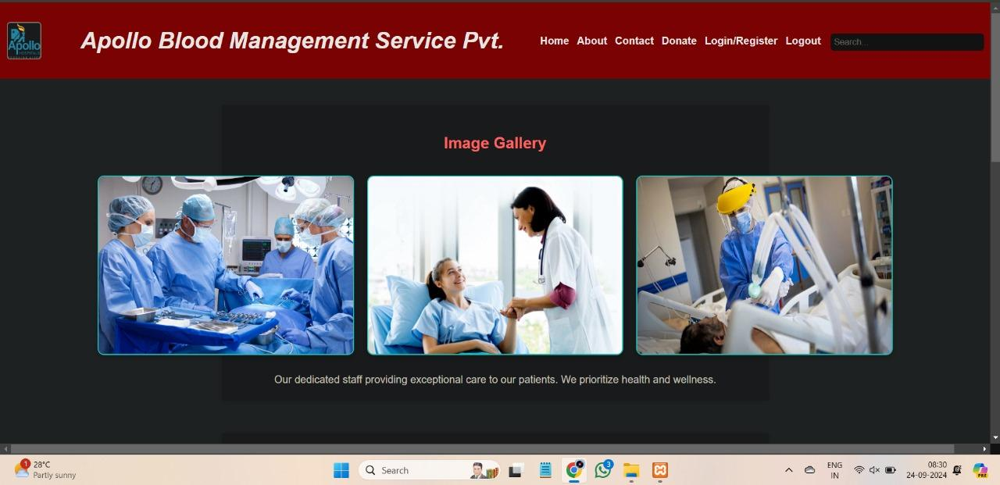 Apollo
HOSPITALS
Apollo Blood Management Service Pvt.
Home About Contact Donate Login/Register Logout Search...
Image Gallery
Our dedicated staff providing exceptional care to our patients. We prioritize health and wellness.
1
28°C
Partly sunny
Search
3
ENG
IN
08:30
24-09-2024
PRE